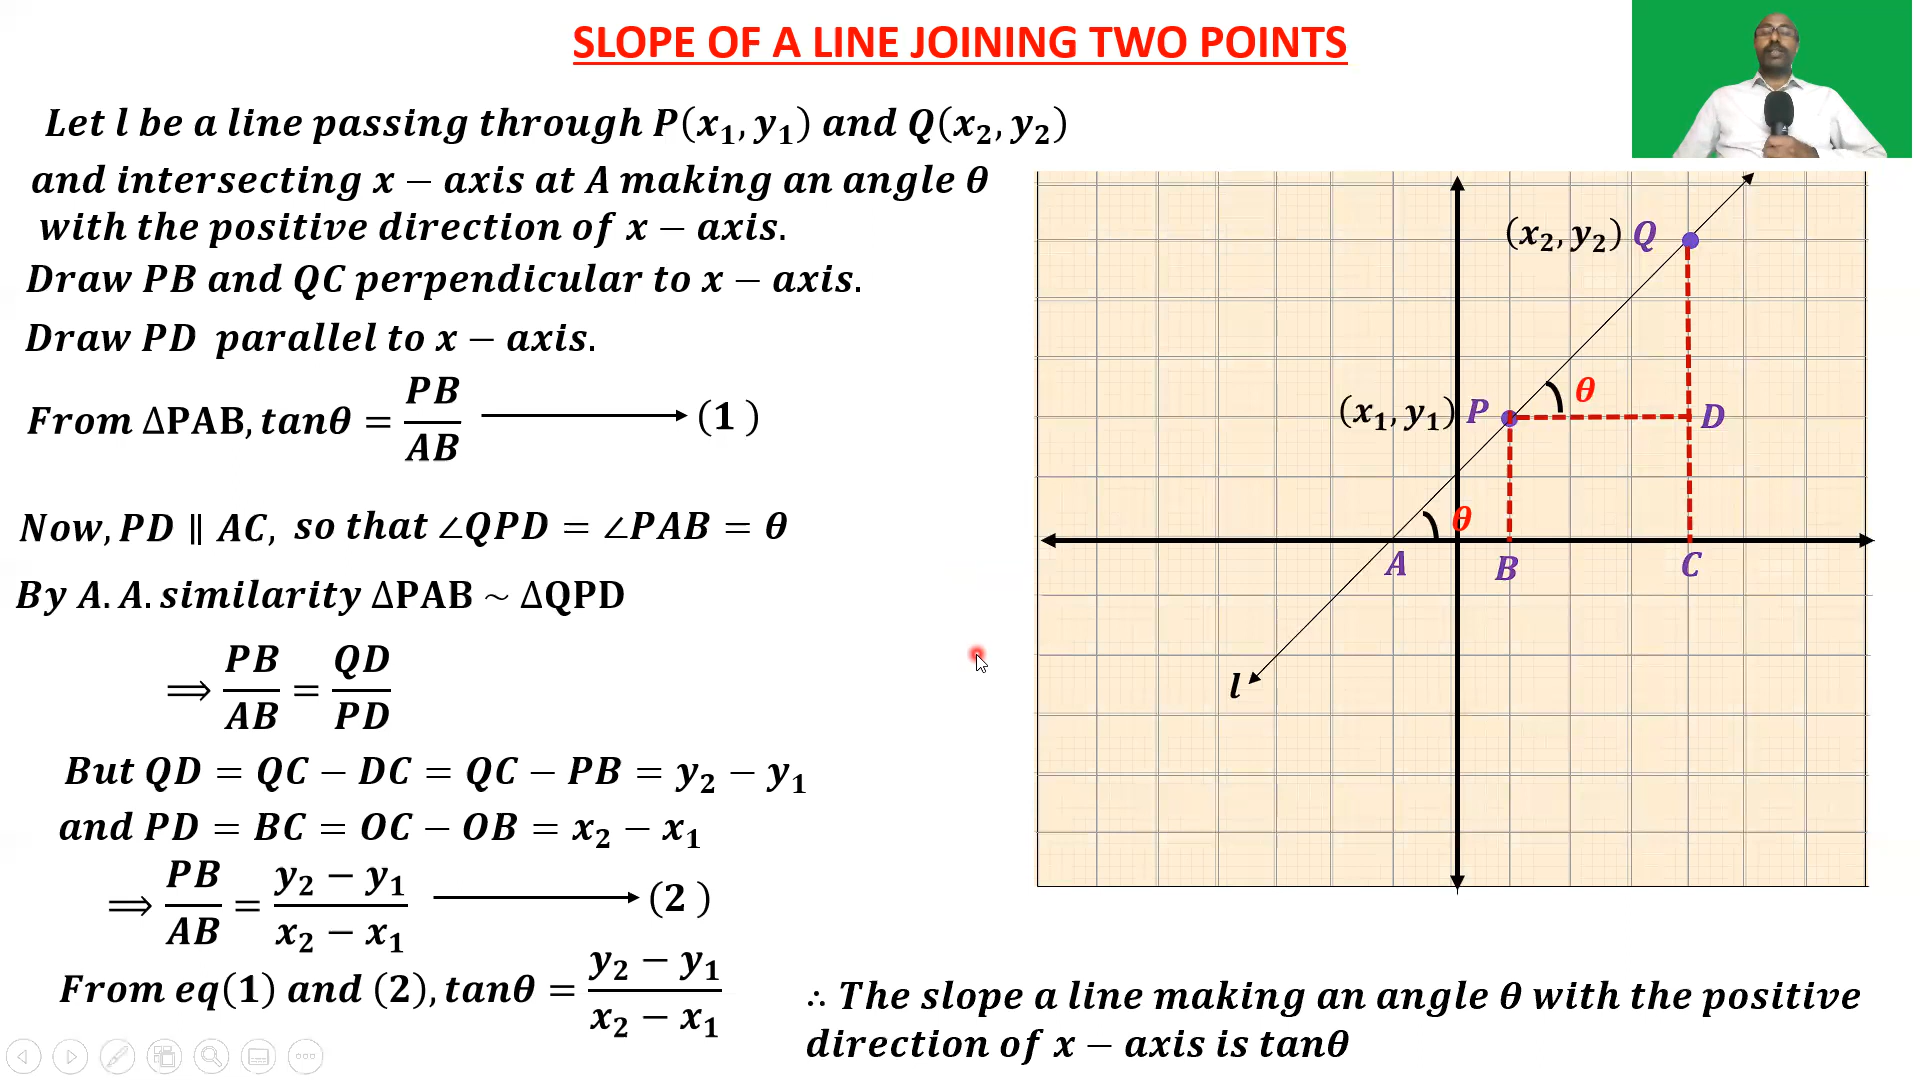 SLOPE OF A LINE JOINING TWO POINTS
Let l be a line passing through P(x₁, y₁) and Q(x₂, y₂)
and intersecting x − axis at A making an angle θ
with the positive direction of x − axis.
Draw PB and QC perpendicular to x − axis.
Draw PD parallel to x − axis.
From ΔPAB, tanθ = PB/AB ⟶ (1 )
Now, PD ∥ AC, so that ∠QPD = ∠PAB = θ
By A. A. similarity ΔPAB ~ ΔQPD
⟹ PB/AB = QD/PD
But QD = QC − DC = QC − PB = y₂ − y₁
and PD = BC = OC − OB = x₂ − x₁
⟹ PB/AB = y₂ − y₁/x₂ − x₁ ⟶ (2 )
From eq(1) and (2), tanθ = y₂ − y₁/x₂ − x₁
(x₂, y₂) Q
θ
(x₁, y₁) P D
θ
A B C
l
∴ The slope a line making an angle θ with the positive
direction of x − axis is tanθ